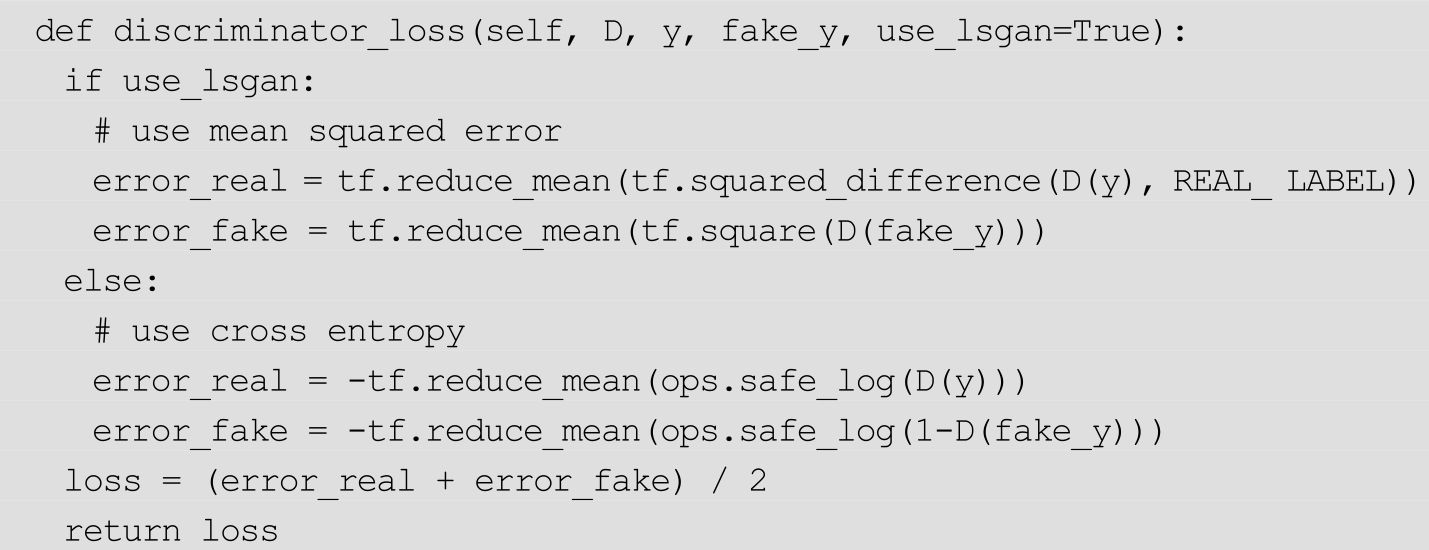 def discriminator_loss(self, D, y, fake_y, use_lsgan=True):
  if use_lsgan:
    # use mean squared error
    error_real = tf.reduce_mean(tf.squared_difference(D(y), REAL_ LABEL))
    error_fake = tf.reduce_mean(tf.square(D(fake_y)))
  else:
    # use cross entropy
    error_real = -tf.reduce_mean(ops.safe_log(D(y)))
    error_fake = -tf.reduce_mean(ops.safe_log(1-D(fake_y)))
  loss = (error_real + error_fake) / 2
  return loss